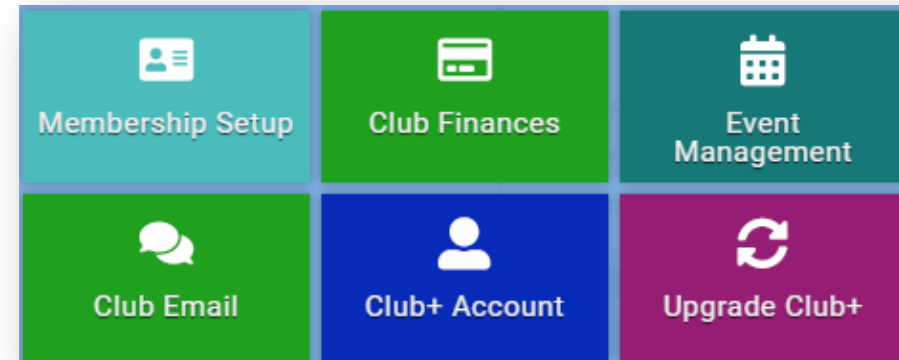 Membership Setup
Club Finances
Event
Management
Club Email
Club+ Account
Upgrade Club+